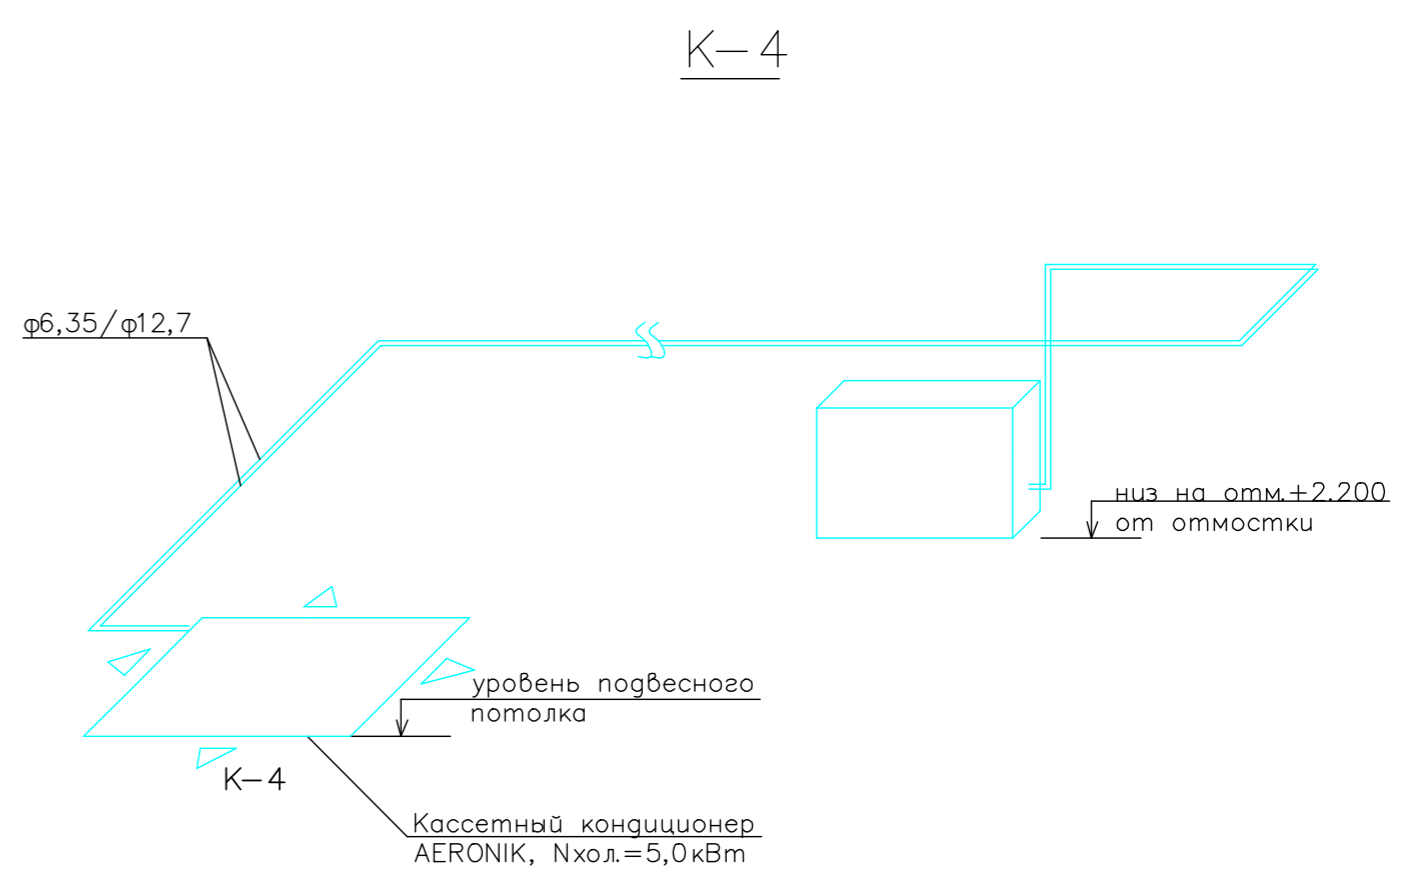 К-4
φ6,35/φ12,7
низ на отм.+2.200
от отмостки
уровень подвесного
потолка
К-4
Кассетный кондиционер
AERONIK, Nхол.=5,0кВт